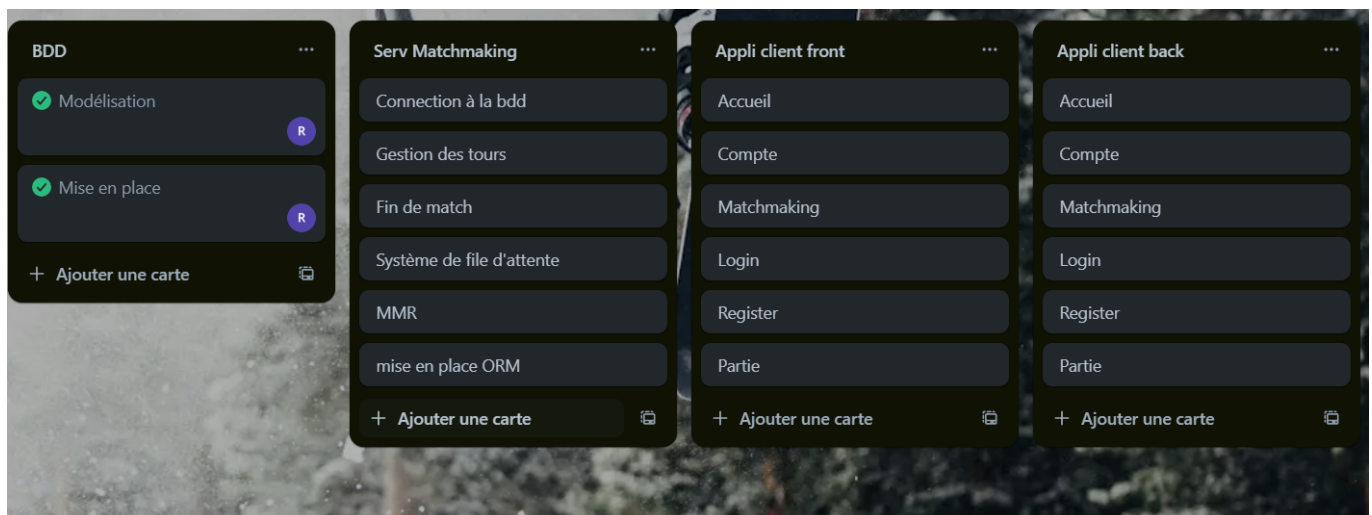 BDD
Modélisation
R
Mise en place
R
Ajouter une carte
Serv Matchmaking
Connection à la bdd
Gestion des tours
Fin de match
Système de file d'attente
MMR
mise en place ORM
Ajouter une carte
Appli client front
Accueil
Compte
Matchmaking
Login
Register
Partie
Ajouter une carte
Appli client back
Accueil
Compte
Matchmaking
Login
Register
Partie
Ajouter une carte